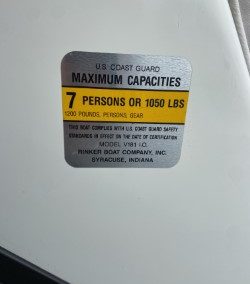 U.S. COAST GUARD
MAXIMUM CAPACITIES
7 PERSONS OR 1050 LBS
1200 POUNDS, PERSONS, GEAR
THIS BOAT COMPLIES WITH U.S. COAST GUARD SAFETY
STANDARDS IN EFFECT ON THE DATE OF CERTIFICATION
MODEL V181 I.O.
RINKER BOAT COMPANY, INC.
SYRACUSE, INDIANA